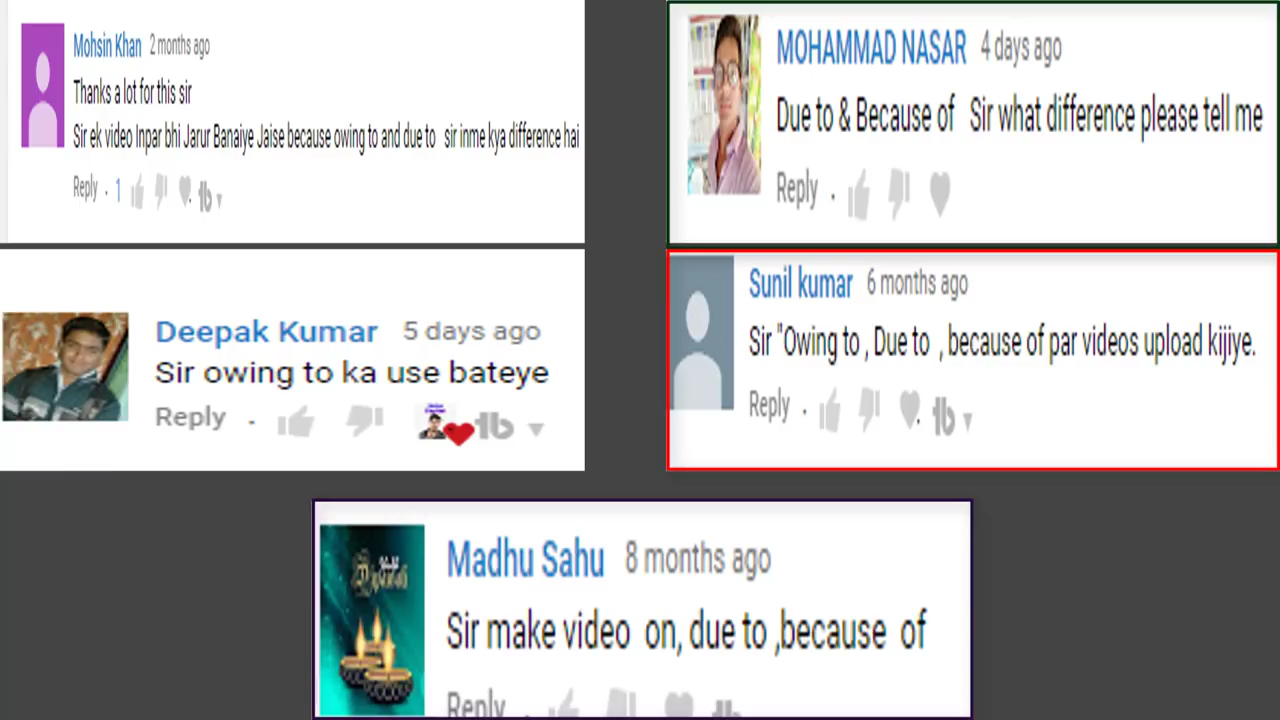 Mohsin Khan 2 months ago
Thanks a lot for this sir
Sir ek video Inpar bhi Jarur Banaiye Jaise because owing to and due to sir inme kya difference hai
Reply · 1
MOHAMMAD NASAR 4 days ago
Due to & Because of Sir what difference please tell me
Reply ·
Deepak Kumar 5 days ago
Sir owing to ka use bateye
Reply ·
Sunil kumar 6 months ago
Sir "Owing to , Due to , because of par videos upload kijiye.
Reply ·
Madhu Sahu 8 months ago
Sir make video on, due to ,because of
Reply ·